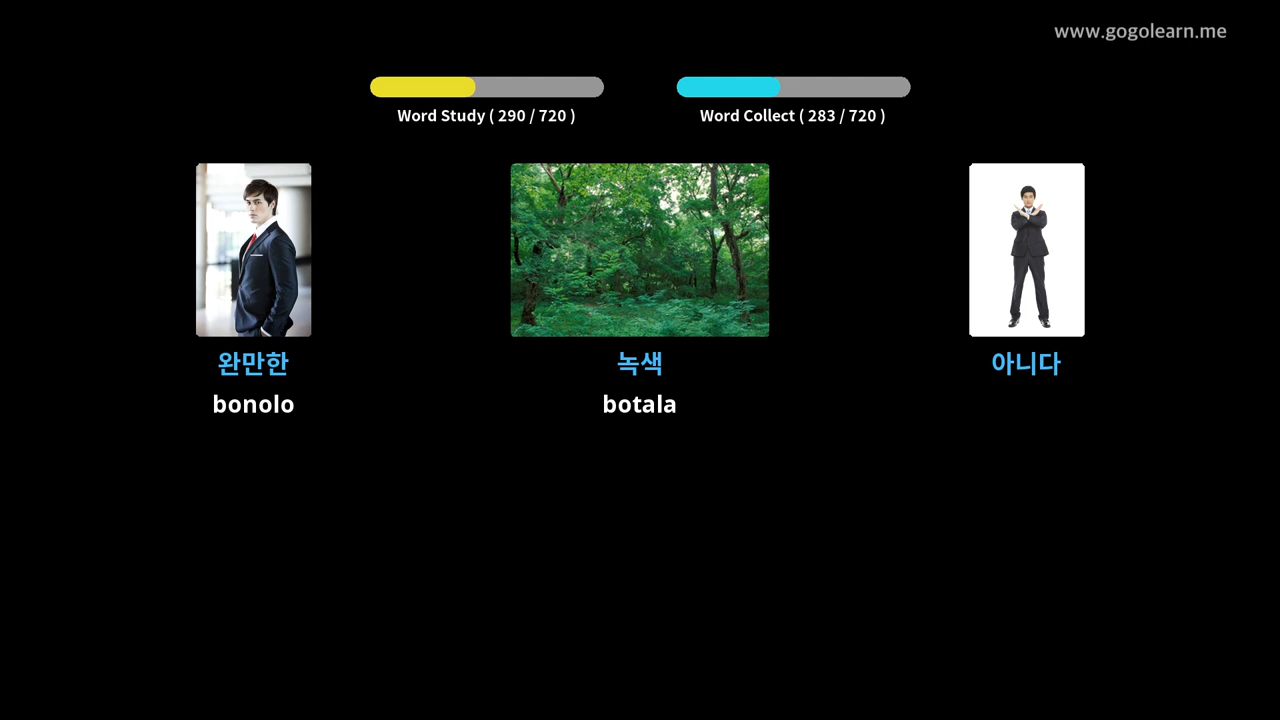 www.gogolearn.me
Word Study ( 290 / 720 )
Word Collect ( 283 / 720 )
완만한
녹색
아니다
bonolo
botala